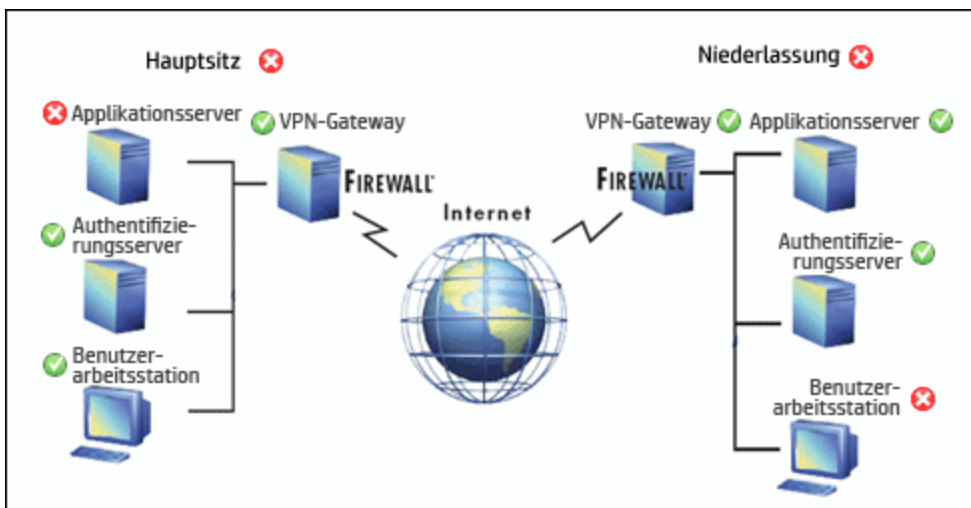 Hauptsitz
Niederlassung
Applikationsserver
VPN-Gateway
VPN-Gateway
Applikationsserver
FIREWALL
FIREWALL
Internet
Authentifizie-
rungsserver
Authentifizie-
rungsserver
Benutzer-
arbeitsstation
Benutzer-
arbeitsstation